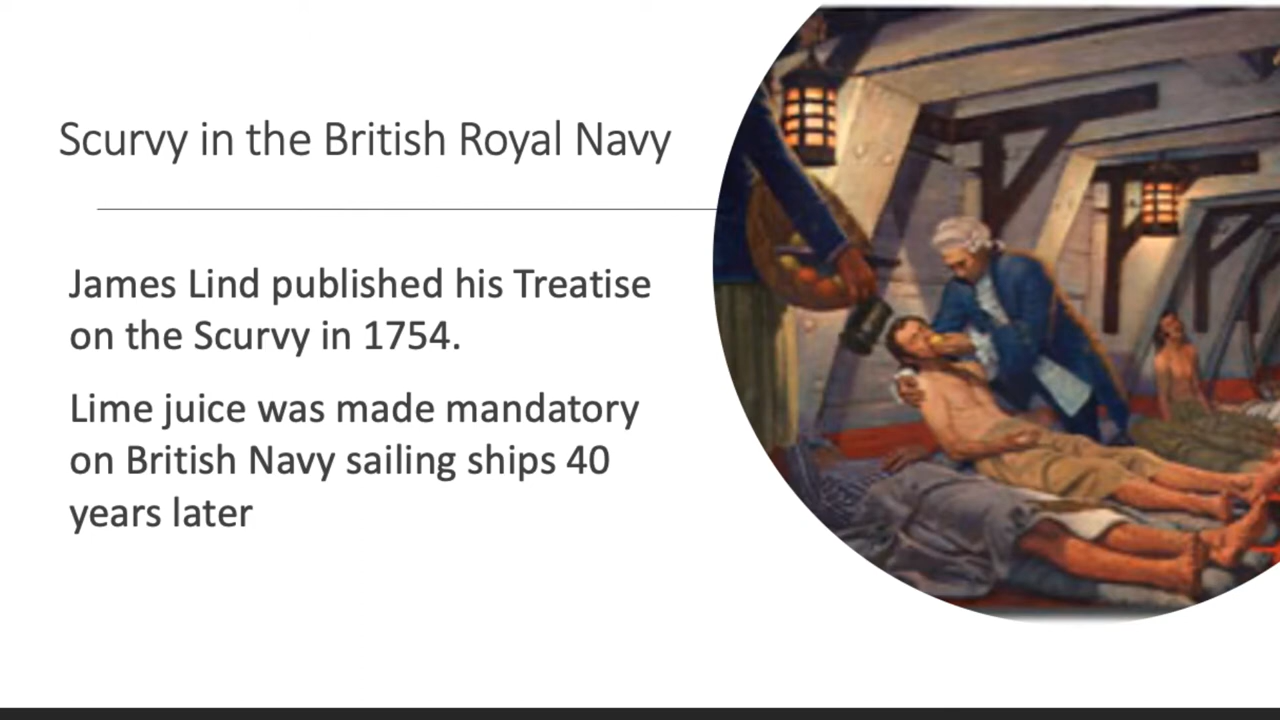 Scurvy in the British Royal Navy
James Lind published his Treatise
on the Scurvy in 1754.
Lime juice was made mandatory
on British Navy sailing ships 40
years later